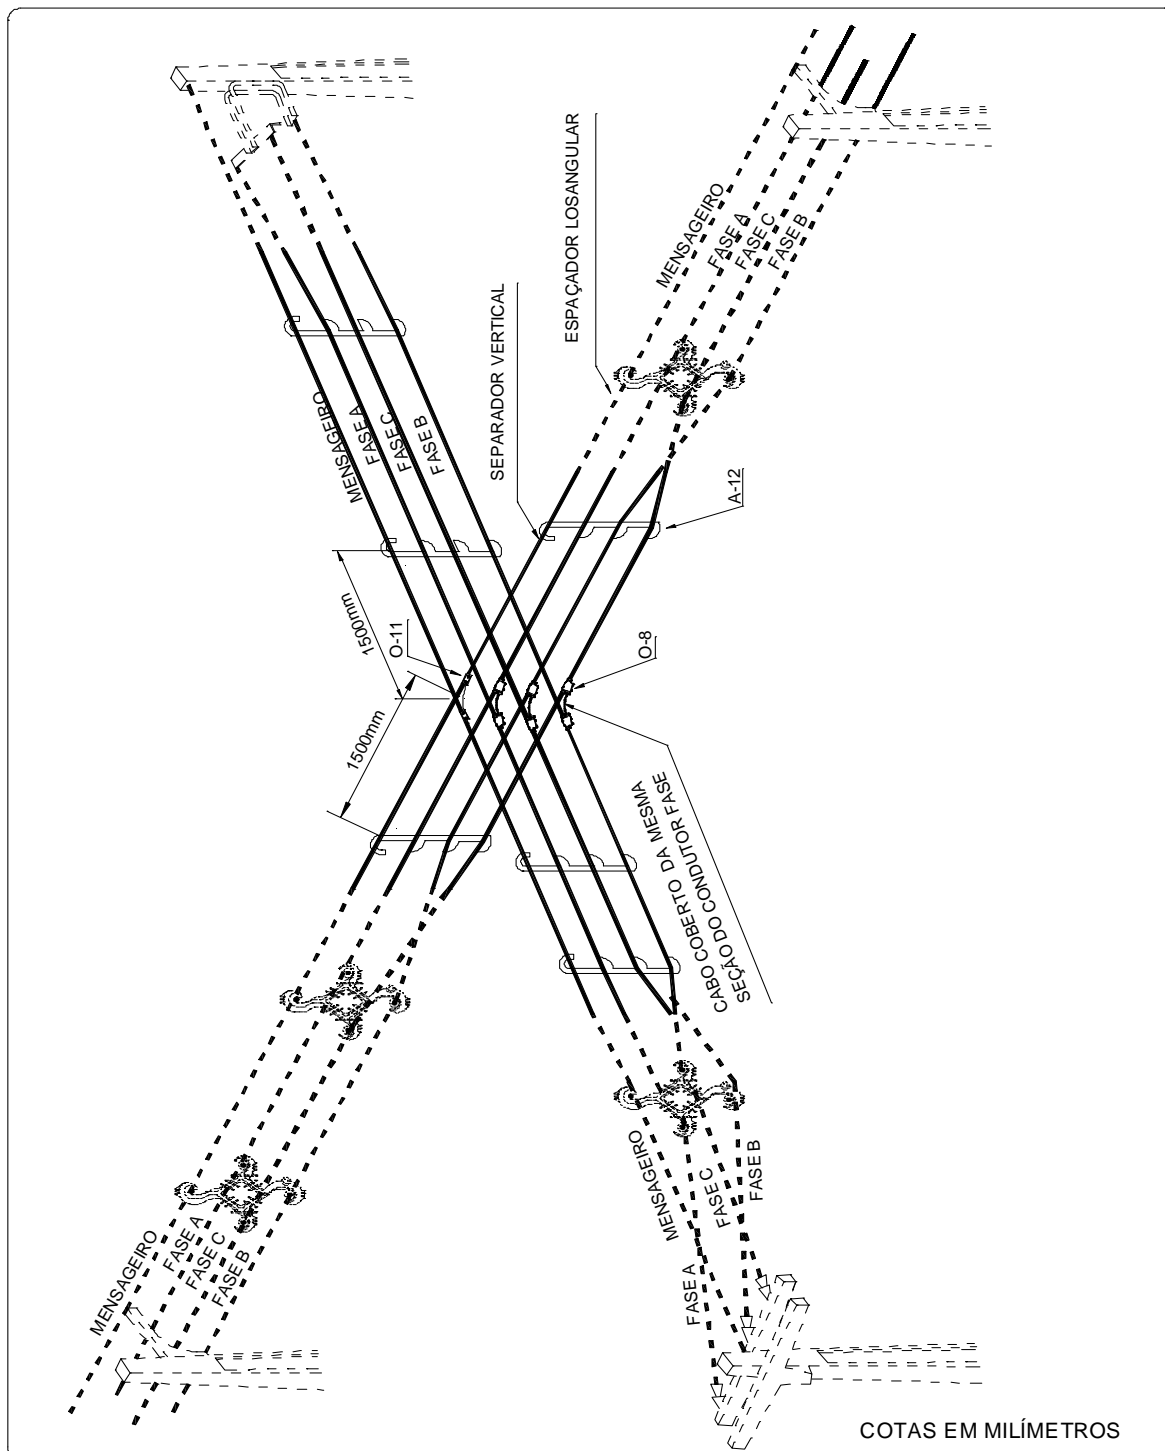 MENSAGEIRO
FASE A
FASE C
FASE B
ESPAÇADOR LOSANGULAR
SEPARADOR VERTICAL
MENSAGEIRO
FASE A
FASE C
FASE B
A-12
1500mm
O-11
O-8
1500mm
CABO COBERTO DA MESMA
SEÇÃO DO CONDUTOR FASE
MENSAGEIRO
FASE A
FASE C
FASE B
MENSAGEIRO
FASE A
FASE C
FASE B
COTAS EM MILÍMETROS